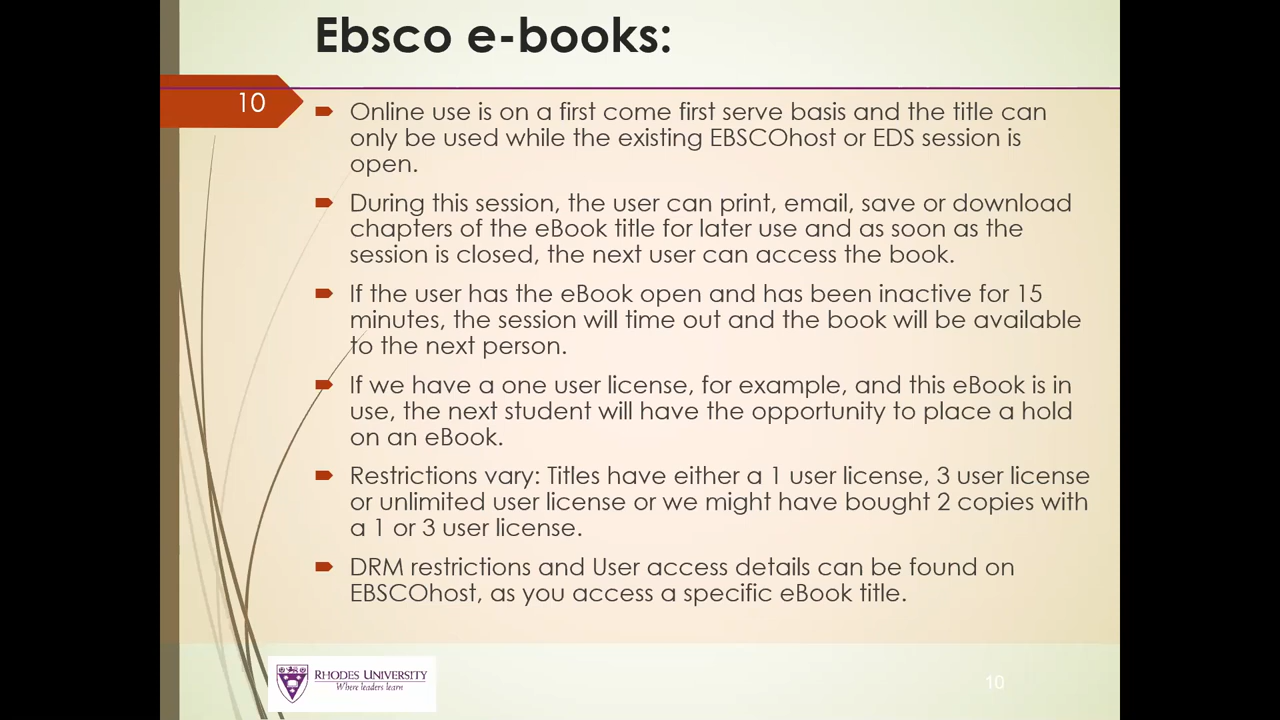 Ebsco e-books:
10
Online use is on a first come first serve basis and the title can
only be used while the existing EBSCOhost or EDS session is
open.
During this session, the user can print, email, save or download
chapters of the eBook title for later use and as soon as the
session is closed, the next user can access the book.
If the user has the eBook open and has been inactive for 15
minutes, the session will time out and the book will be available
to the next person.
If we have a one user license, for example, and this eBook is in
use, the next student will have the opportunity to place a hold
on an eBook.
Restrictions vary: Titles have either a 1 user license, 3 user license
or unlimited user license or we might have bought 2 copies with
a 1 or 3 user license.
DRM restrictions and User access details can be found on
EBSCOhost, as you access a specific eBook title.
RHODES UNIVERSITY
Where leaders learn
10